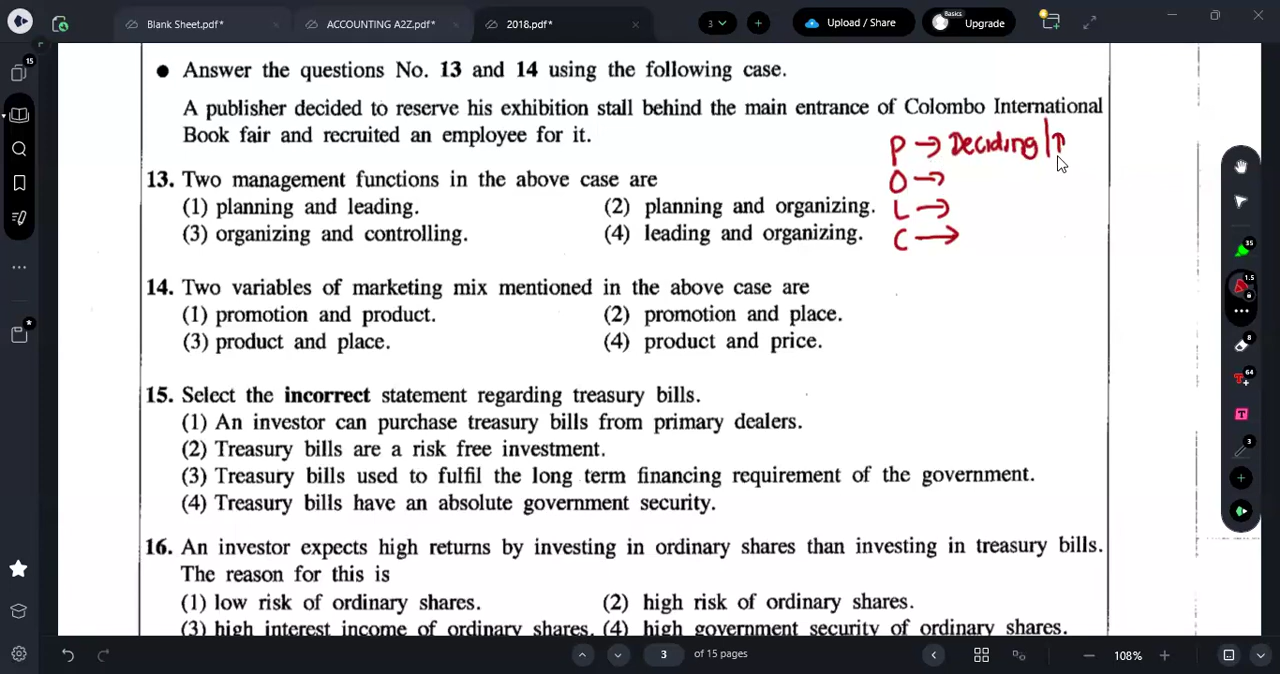 Blank Sheet.pdf*
ACCOUNTING A2Z.pdf*
2018.pdf*
3
Upload / Share
Basics
Upgrade
15
• Answer the questions No. 13 and 14 using the following case.
A publisher decided to reserve his exhibition stall behind the main entrance of Colombo International
Book fair and recruited an employee for it.
P → Deciding |↑
13. Two management functions in the above case are
O →
(1) planning and leading. (2) planning and organizing.
L →
(3) organizing and controlling. (4) leading and organizing.
C →
14. Two variables of marketing mix mentioned in the above case are
(1) promotion and product. (2) promotion and place.
(3) product and place. (4) product and price.
15. Select the incorrect statement regarding treasury bills.
(1) An investor can purchase treasury bills from primary dealers.
(2) Treasury bills are a risk free investment.
(3) Treasury bills used to fulfil the long term financing requirement of the government.
(4) Treasury bills have an absolute government security.
16. An investor expects high returns by investing in ordinary shares than investing in treasury bills.
The reason for this is
(1) low risk of ordinary shares. (2) high risk of ordinary shares.
(3) high interest income of ordinary shares. (4) high government security of ordinary shares.
35
1.5
8
64
3
3 of 15 pages
108%